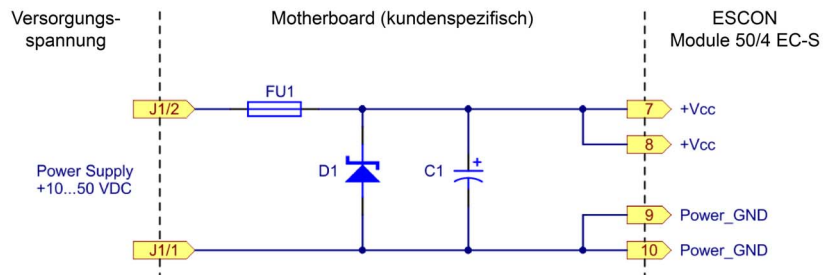 Versorgungs-
spannung
Motherboard (kundenspezifisch)
ESCON
Module 50/4 EC-S
FU1
J1/2
7 +Vcc
8 +Vcc
Power Supply
+10...50 VDC
D1
C1
+
9 Power_GND
J1/1
10 Power_GND